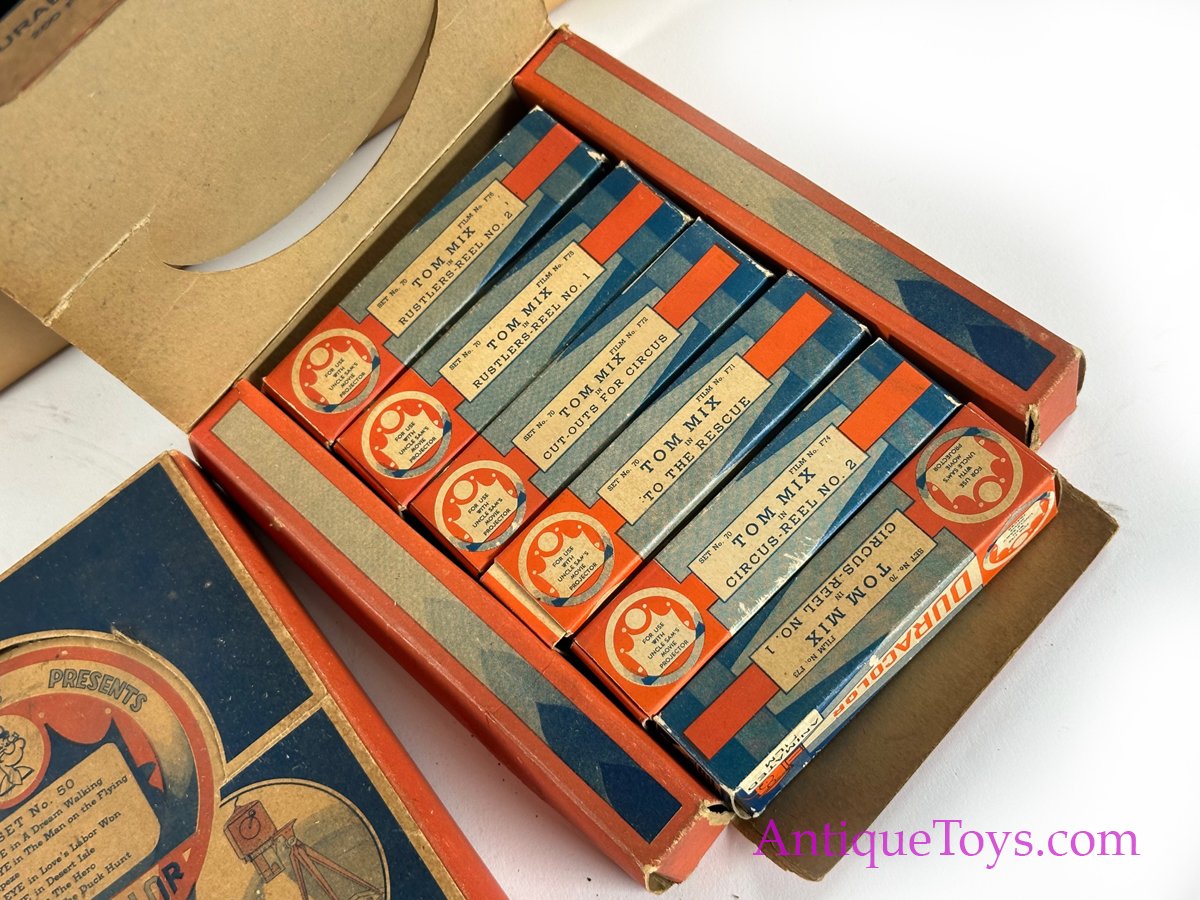 SET No. 70 FILM No. F76
TOM MIX
IN
RUSTLERS-REEL NO. 2
FOR USE
WITH
UNCLE SAM'S
MOVIE
PROJECTOR
SET No. 70 FILM No. F75
TOM MIX
IN
RUSTLERS-REEL NO. 1
FOR USE
WITH
UNCLE SAM'S
MOVIE
PROJECTOR
SET No. 70 FILM No. F72
TOM MIX
IN
CUT-OUTS FOR CIRCUS
FOR USE
WITH
UNCLE SAM'S
MOVIE
PROJECTOR
SET No. 70 FILM No. F71
TOM MIX
IN
TO THE RESCUE
FOR USE
WITH
UNCLE SAM'S
MOVIE
PROJECTOR
SET No. 70 FILM No. F74
TOM MIX
IN
CIRCUS-REEL NO. 2
FOR USE
WITH
UNCLE SAM'S
MOVIE
PROJECTOR
SET No. 70 FILM No. F73
TOM MIX
IN
CIRCUS-REEL NO. 1
FOR USE
WITH
UNCLE SAM'S
MOVIE
PROJECTOR
DURACOLOR
ANIMATED
PRESENTS
SET No. 50
in A Dream Walking
in The Man on the Flying
in Love's Labor Won
in Desert Isle
The Hero
Duck Hunt
AntiqueToys.com